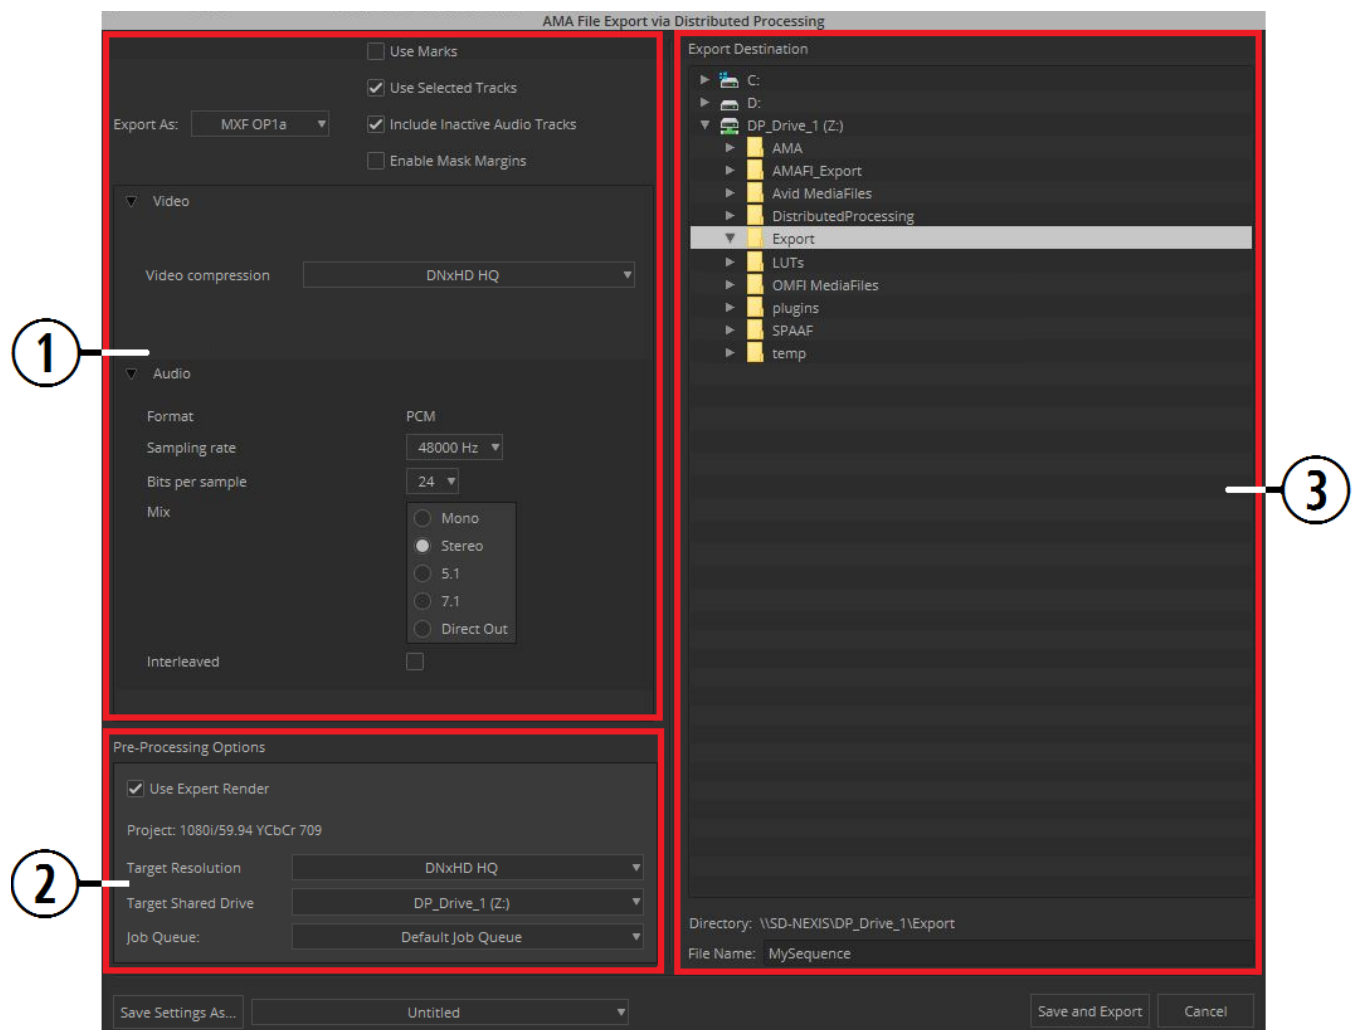 AMA File Export via Distributed Processing
Use Marks
Use Selected Tracks
Export As: MXF OP1a
Include Inactive Audio Tracks
Enable Mask Margins
Video
Video compression DNxHD HQ
1
Audio
Format PCM
Sampling rate 48000 Hz
Bits per sample 24
Mix
Mono
Stereo
5.1
7.1
Direct Out
Interleaved
Pre-Processing Options
Use Expert Render
Project: 1080i/59.94 YCbCr 709
Target Resolution DNxHD HQ
2
Target Shared Drive DP_Drive_1 (Z:)
Job Queue: Default Job Queue
Export Destination
C:
D:
DP_Drive_1 (Z:)
AMA
AMAFI_Export
Avid MediaFiles
DistributedProcessing
Export
LUTs
OMFI MediaFiles
plugins
SPAAF
temp
3
Directory: \\SD-NEXIS\DP_Drive_1\Export
File Name: MySequence
Save Settings As... Untitled
Save and Export Cancel